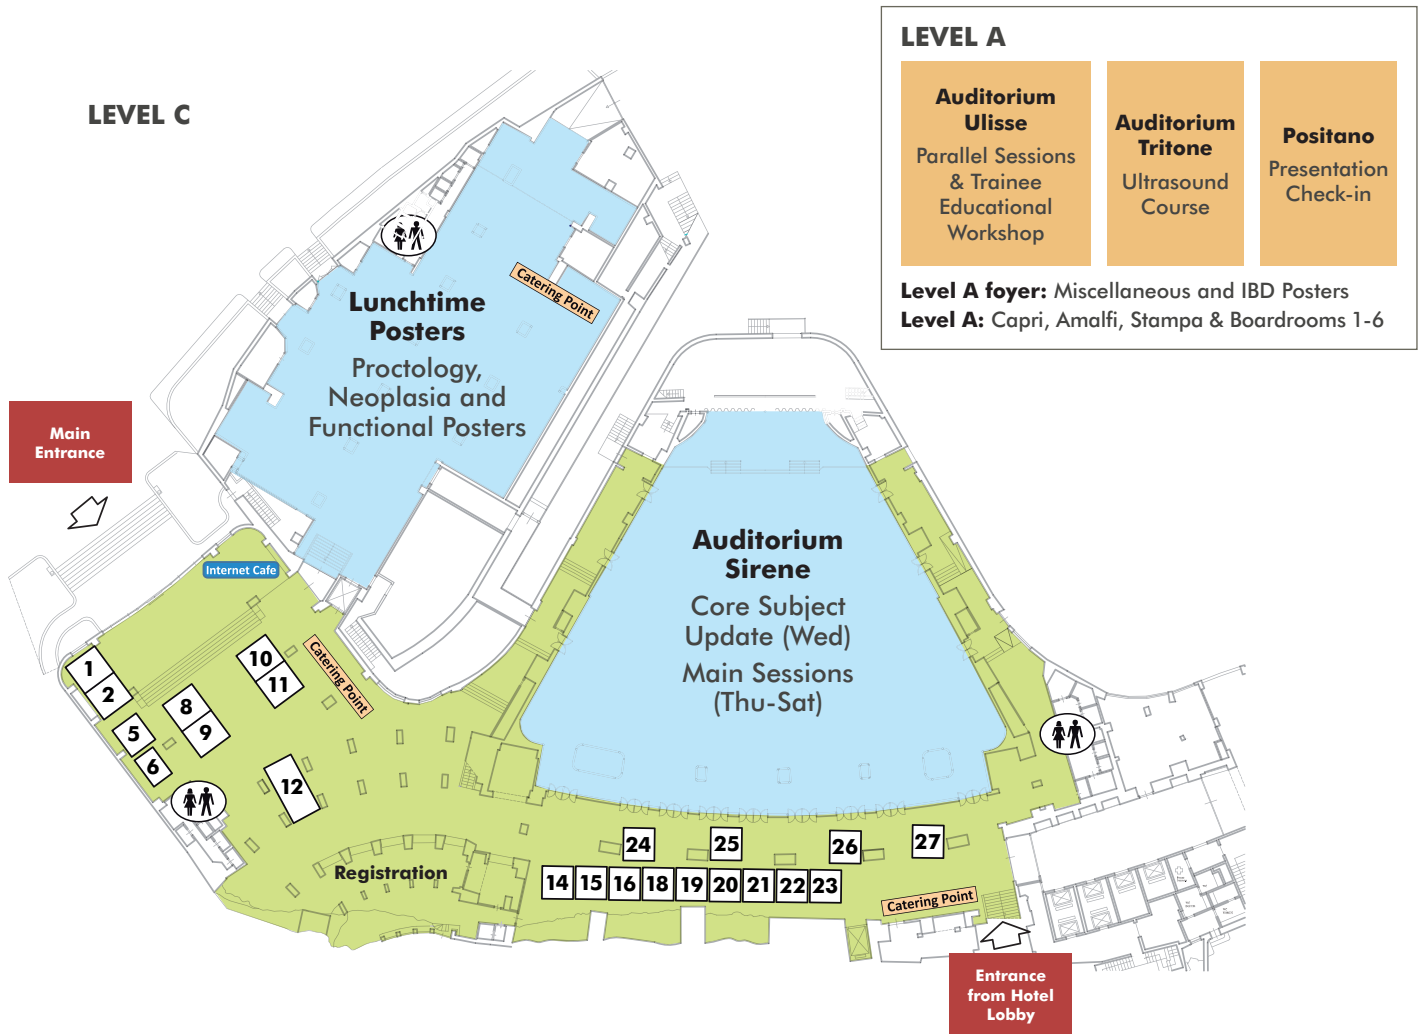 LEVEL A
Auditorium
Ulisse
Parallel Sessions
& Trainee
Educational
Workshop
Auditorium
Tritone
Ultrasound
Course
Positano
Presentation
Check-in
Level A foyer: Miscellaneous and IBD Posters
Level A: Capri, Amalfi, Stampa & Boardrooms 1-6
LEVEL C
Catering Point
Lunchtime
Posters
Proctology,
Neoplasia and
Functional Posters
Main
Entrance
Auditorium
Sirene
Core Subject
Update (Wed)
Main Sessions
(Thu-Sat)
Internet Cafe
Catering Point
1
2
5
6
8
9
10
11
12
Registration
24
25
26
27
14
15
16
18
19
20
21
22
23
Catering Point
Entrance
from Hotel
Lobby